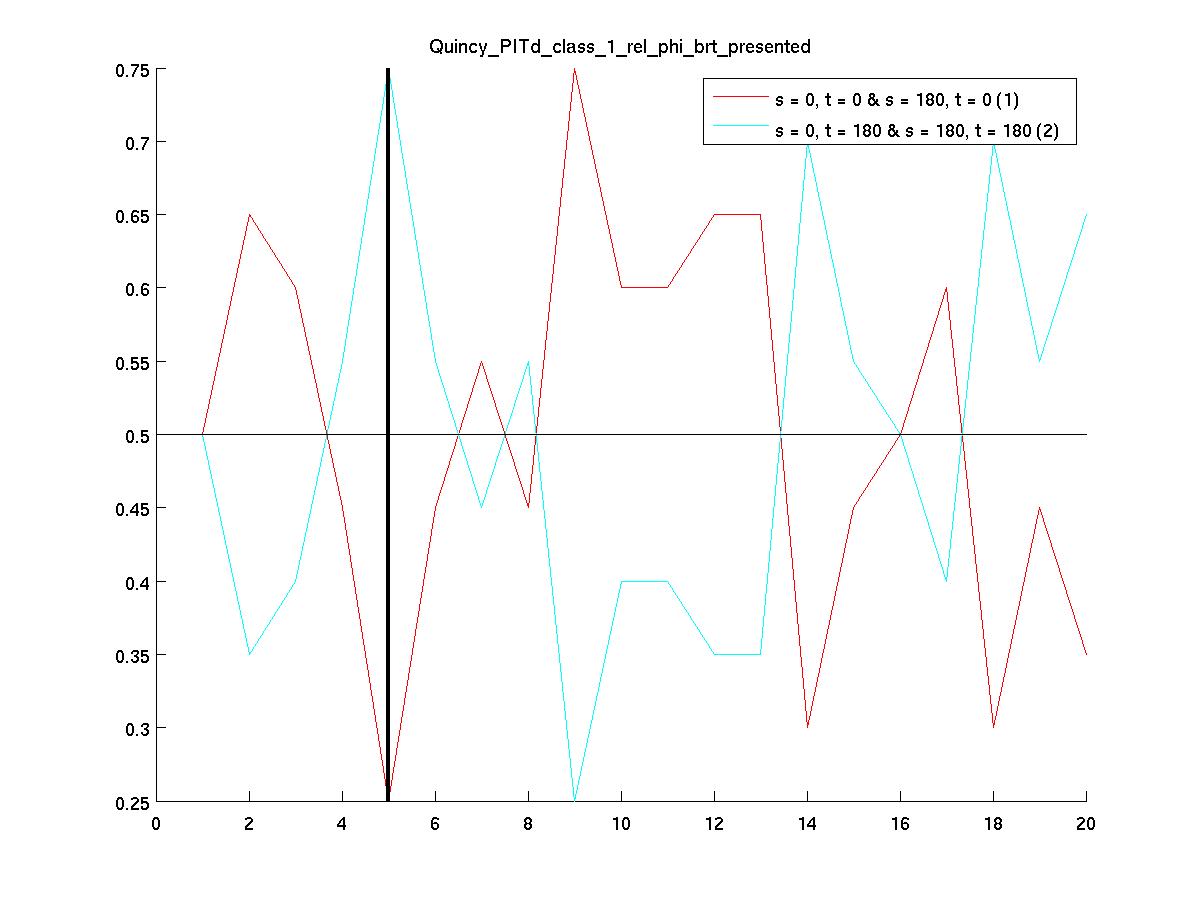 Quincy_PITd_class_1_rel_phi_brt_presented
s = 0, t = 0 & s = 180, t = 0 (1)
s = 0, t = 180 & s = 180, t = 180 (2)
0.75
0.7
0.65
0.6
0.55
0.5
0.45
0.4
0.35
0.3
0.25
0 2 4 6 8 10 12 14 16 18 20